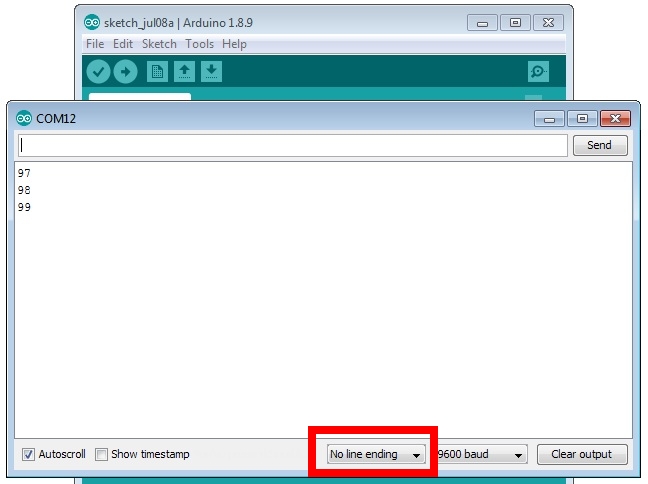 sketch_jul08a | Arduino 1.8.9
File Edit Sketch Tools Help
COM12
Send
97
98
99
Autoscroll Show timestamp No line ending 9600 baud Clear output